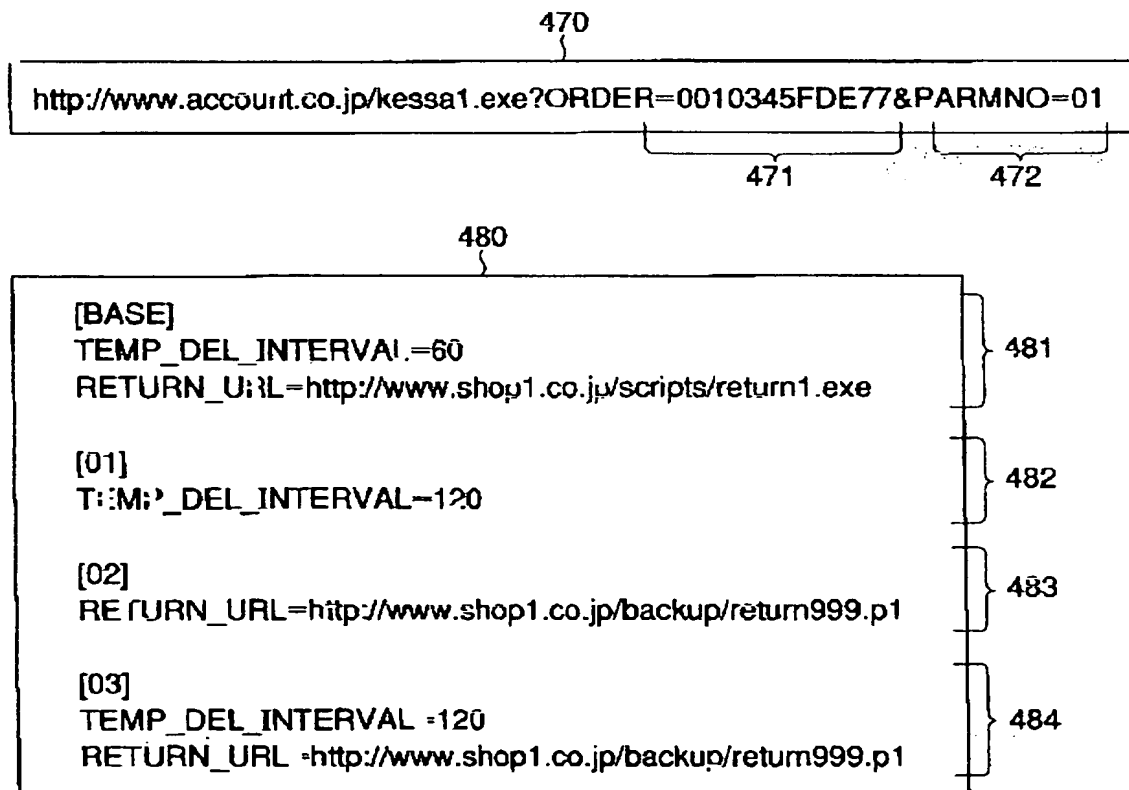 470
http://www.account.co.jp/kessa1.exe?ORDER=0010345FDE77&PARMNO=01
471
472
480
[BASE]
TEMP_DEL_INTERVAL=60
RETURN_URL=http://www.shop1.co.jp/scripts/return1.exe
481
[01]
TEMP_DEL_INTERVAL=120
482
[02]
RETURN_URL=http://www.shop1.co.jp/backup/return999.p1
483
[03]
TEMP_DEL_INTERVAL =120
RETURN_URL =http://www.shop1.co.jp/backup/return999.p1
484